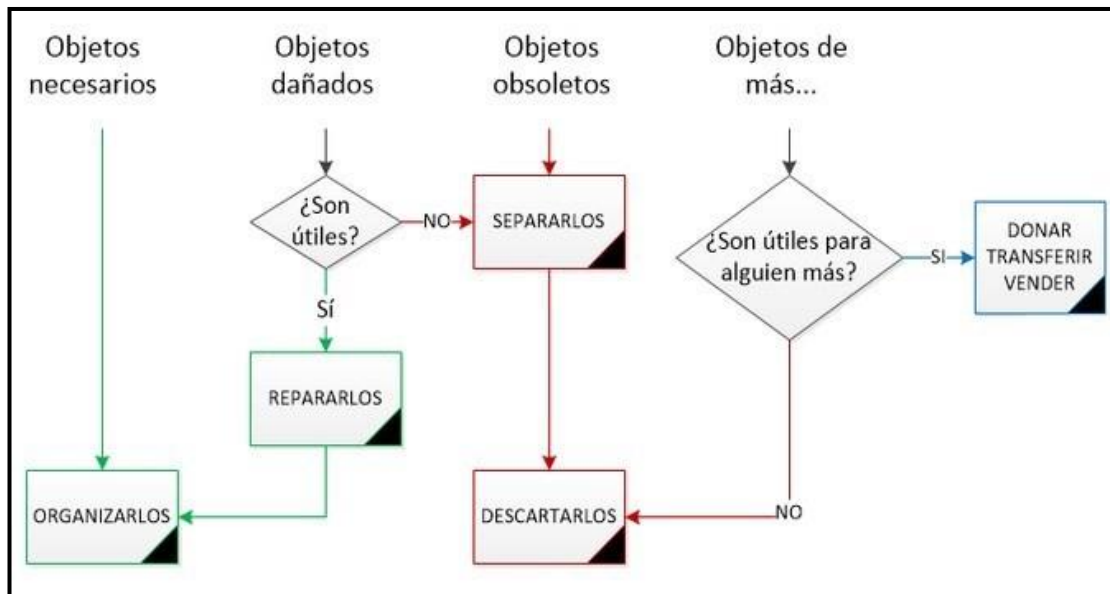 Objetos
necesarios
Objetos
dañados
Objetos
obsoletos
Objetos de
más...
¿Son
útiles?
NO
SEPARARLOS
¿Son útiles para
alguien más?
SI
DONAR
TRANSFERIR
VENDER
Sí
REPARARLOS
ORGANIZARLOS
DESCARTARLOS
NO